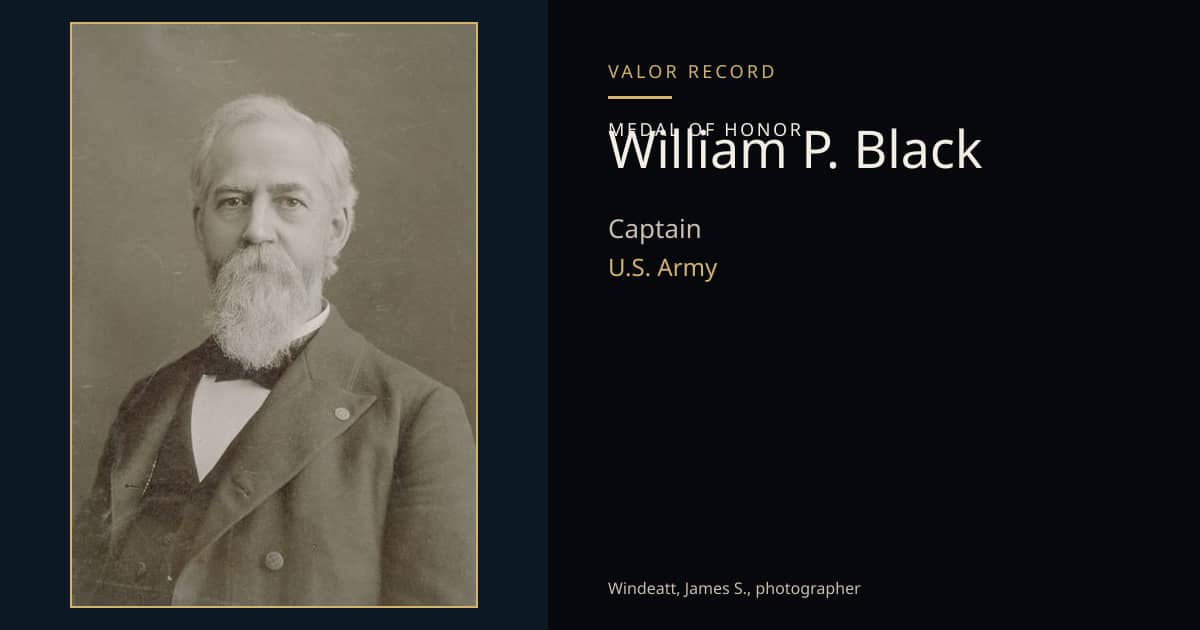 VALOR RECORD
MEDAL OF HONOR
William P. Black
Captain
U.S. Army
Windeatt, James S., photographer